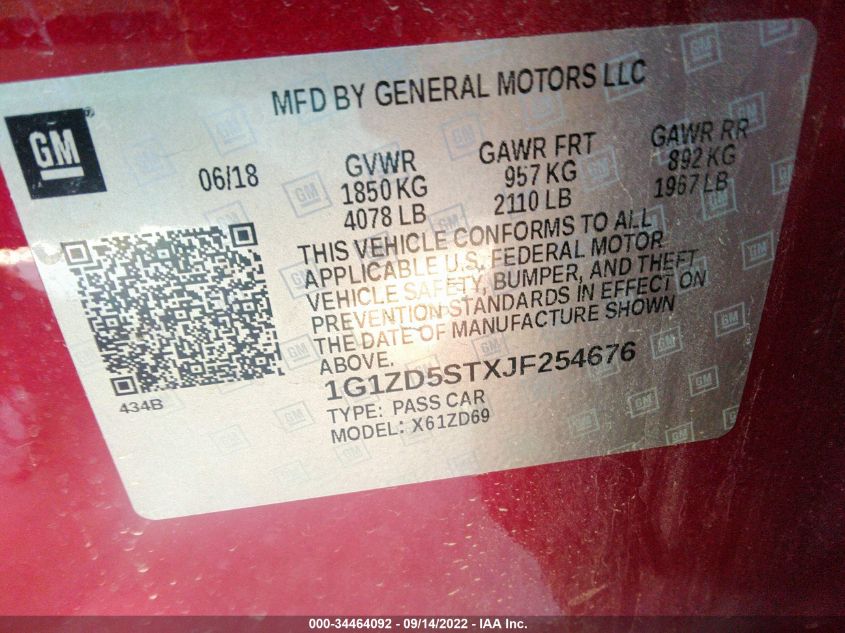 MFD BY GENERAL MOTORS LLC
GM
06/18
GVWR
1850 KG
4078 LB
GAWR FRT
957 KG
2110 LB
GAWR RR
892 KG
1967 LB
THIS VEHICLE CONFORMS TO ALL
APPLICABLE U.S. FEDERAL MOTOR
VEHICLE SAFETY, BUMPER, AND THEFT
PREVENTION STANDARDS IN EFFECT ON
THE DATE OF MANUFACTURE SHOWN
ABOVE.
1G1ZD5STXJF254676
TYPE: PASS CAR
MODEL: X61ZD69
434B
000-34464092 - 09/14/2022 - IAA Inc.